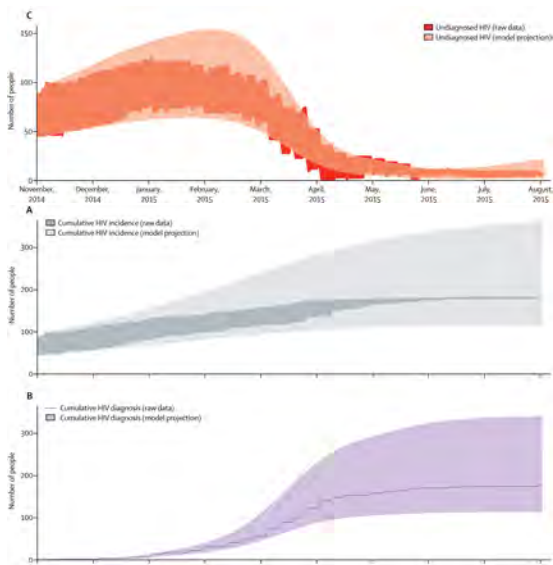 C
Undiagnosed HIV (raw data)
Undiagnosed HIV (model projection)
Number of people
150
100
50
0
November, 2014
December, 2014
January, 2015
February, 2015
March, 2015
April, 2015
May, 2015
June, 2015
July, 2015
August, 2015
A
Cumulative HIV incidence (raw data)
Cumulative HIV incidence (model projection)
Number of people
300
200
100
0
B
Cumulative HIV diagnosis (raw data)
Cumulative HIV diagnosis (model projection)
Number of people
300
200
100
0